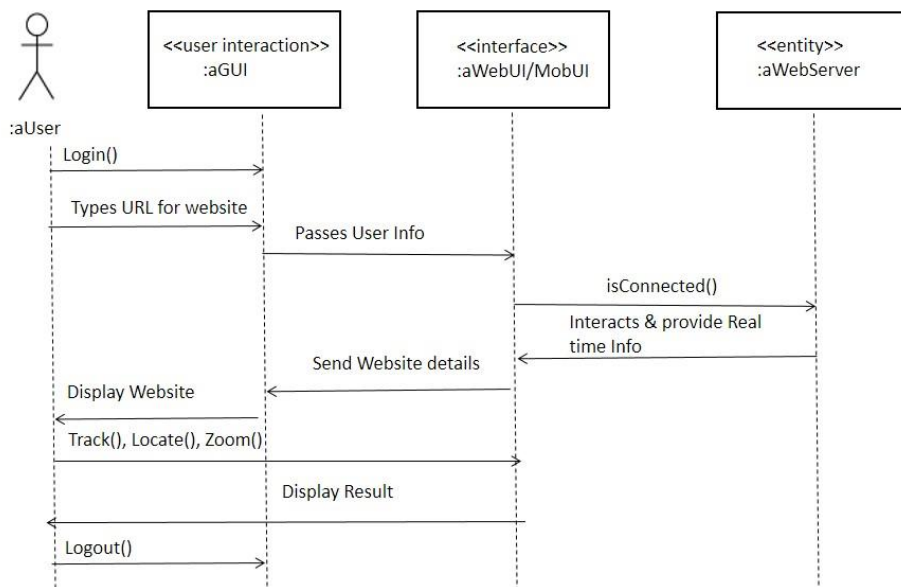 <<user interaction>>
:aGUI
<<interface>>
:aWebUI/MobUI
<<entity>>
:aWebServer
:aUser
Login()
Types URL for website
Passes User Info
isConnected()
Interacts & provide Real
time Info
Send Website details
Display Website
Track(), Locate(), Zoom()
Display Result
Logout()